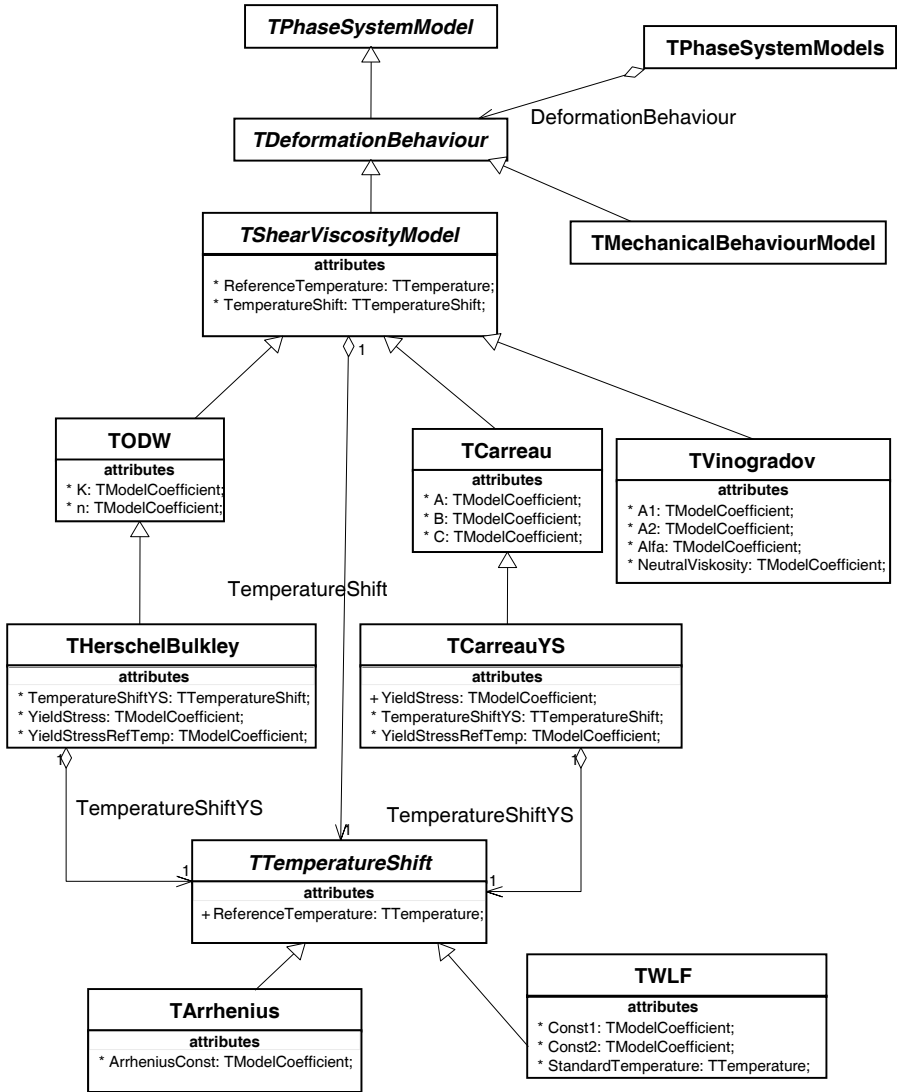 TPhaseSystemModel
TPhaseSystemModels
DeformationBehaviour
TDeformationBehaviour
TShearViscosityModel
attributes
* ReferenceTemperature: TTemperature;
* TemperatureShift: TTemperatureShift;
TMechanicalBehaviourModel
1
TODW
attributes
* K: TModelCoefficient;
* n: TModelCoefficient;
TCarreau
attributes
* A: TModelCoefficient;
* B: TModelCoefficient;
* C: TModelCoefficient;
TVinogradov
attributes
* A1: TModelCoefficient;
* A2: TModelCoefficient;
* Alfa: TModelCoefficient;
* NeutralViskosity: TModelCoefficient;
TemperatureShift
THerschelBulkley
attributes
* TemperatureShiftYS: TTemperatureShift;
* YieldStress: TModelCoefficient;
* YieldStressRefTemp: TModelCoefficient;
TCarreauYS
attributes
+ YieldStress: TModelCoefficient;
* TemperatureShiftYS: TTemperatureShift;
* YieldStressRefTemp: TModelCoefficient;
1
1
TemperatureShiftYS
TemperatureShiftYS
1
1
1
TTemperatureShift
attributes
+ ReferenceTemperature: TTemperature;
TArrhenius
attributes
* ArrheniusConst: TModelCoefficient;
TWLF
attributes
* Const1: TModelCoefficient;
* Const2: TModelCoefficient;
* StandardTemperature: TTemperature;